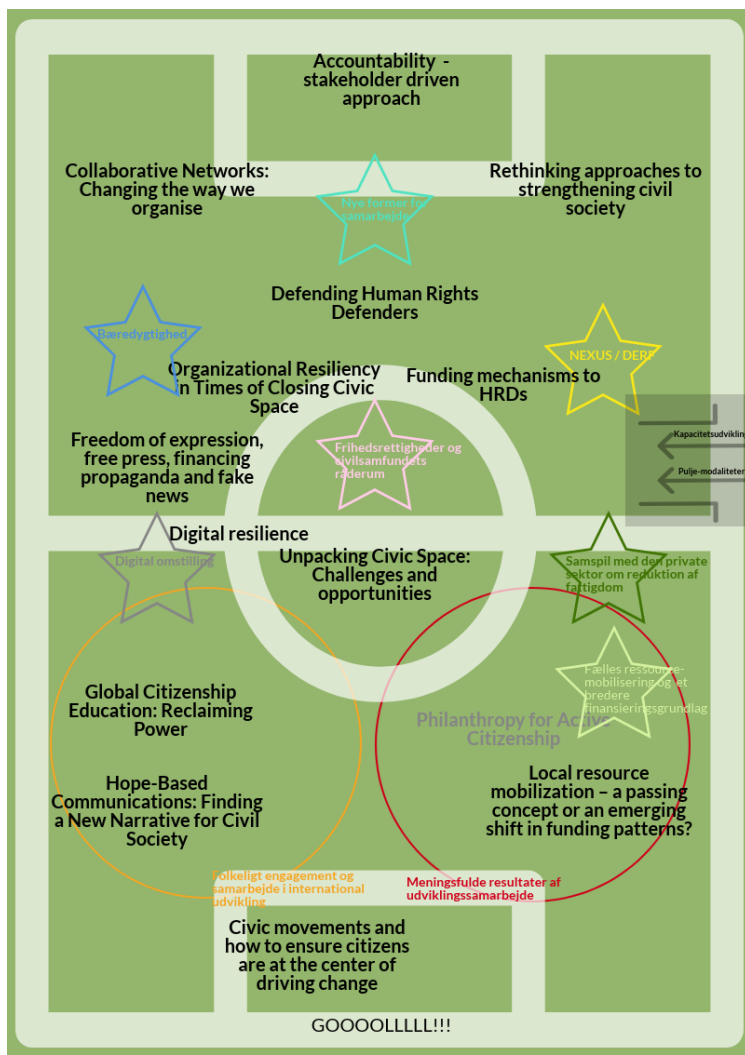 Accountability -
stakeholder driven
approach
Collaborative Networks:
Changing the way we
organise
Rethinking approaches to
strengthening civil
society
Nye former for
samarbejde
Defending Human Rights
Defenders
Bæredygtighed
NEXUS / DERF
Organizational Resiliency
in Times of Closing Civic
Space
Funding mechanisms to
HRDs
Freedom of expression,
free press, financing
propaganda and fake
news
Frihedsrettigheder og
civilsamfundets
råderum
Kapacitetsudvikling
Pulje-modaliteter
Digital resilience
Digital omstilling
Unpacking Civic Space:
Challenges and
opportunities
Samspil med den private
sektor om reduktion af
fattigdom
Fælles ressource-
mobilisering og et
bredere
finansieringsgrundlag
Global Citizenship
Education: Reclaiming
Power
Philanthropy for Active
Citizenship
Hope-Based
Communications: Finding
a New Narrative for Civil
Society
Local resource
mobilization – a passing
concept or an emerging
shift in funding patterns?
Folkeligt engagement og
samarbejde i international
udvikling
Meningsfulde resultater af
udviklingssamarbejde
Civic movements and
how to ensure citizens
are at the center of
driving change
GOOOOLLLLL!!!